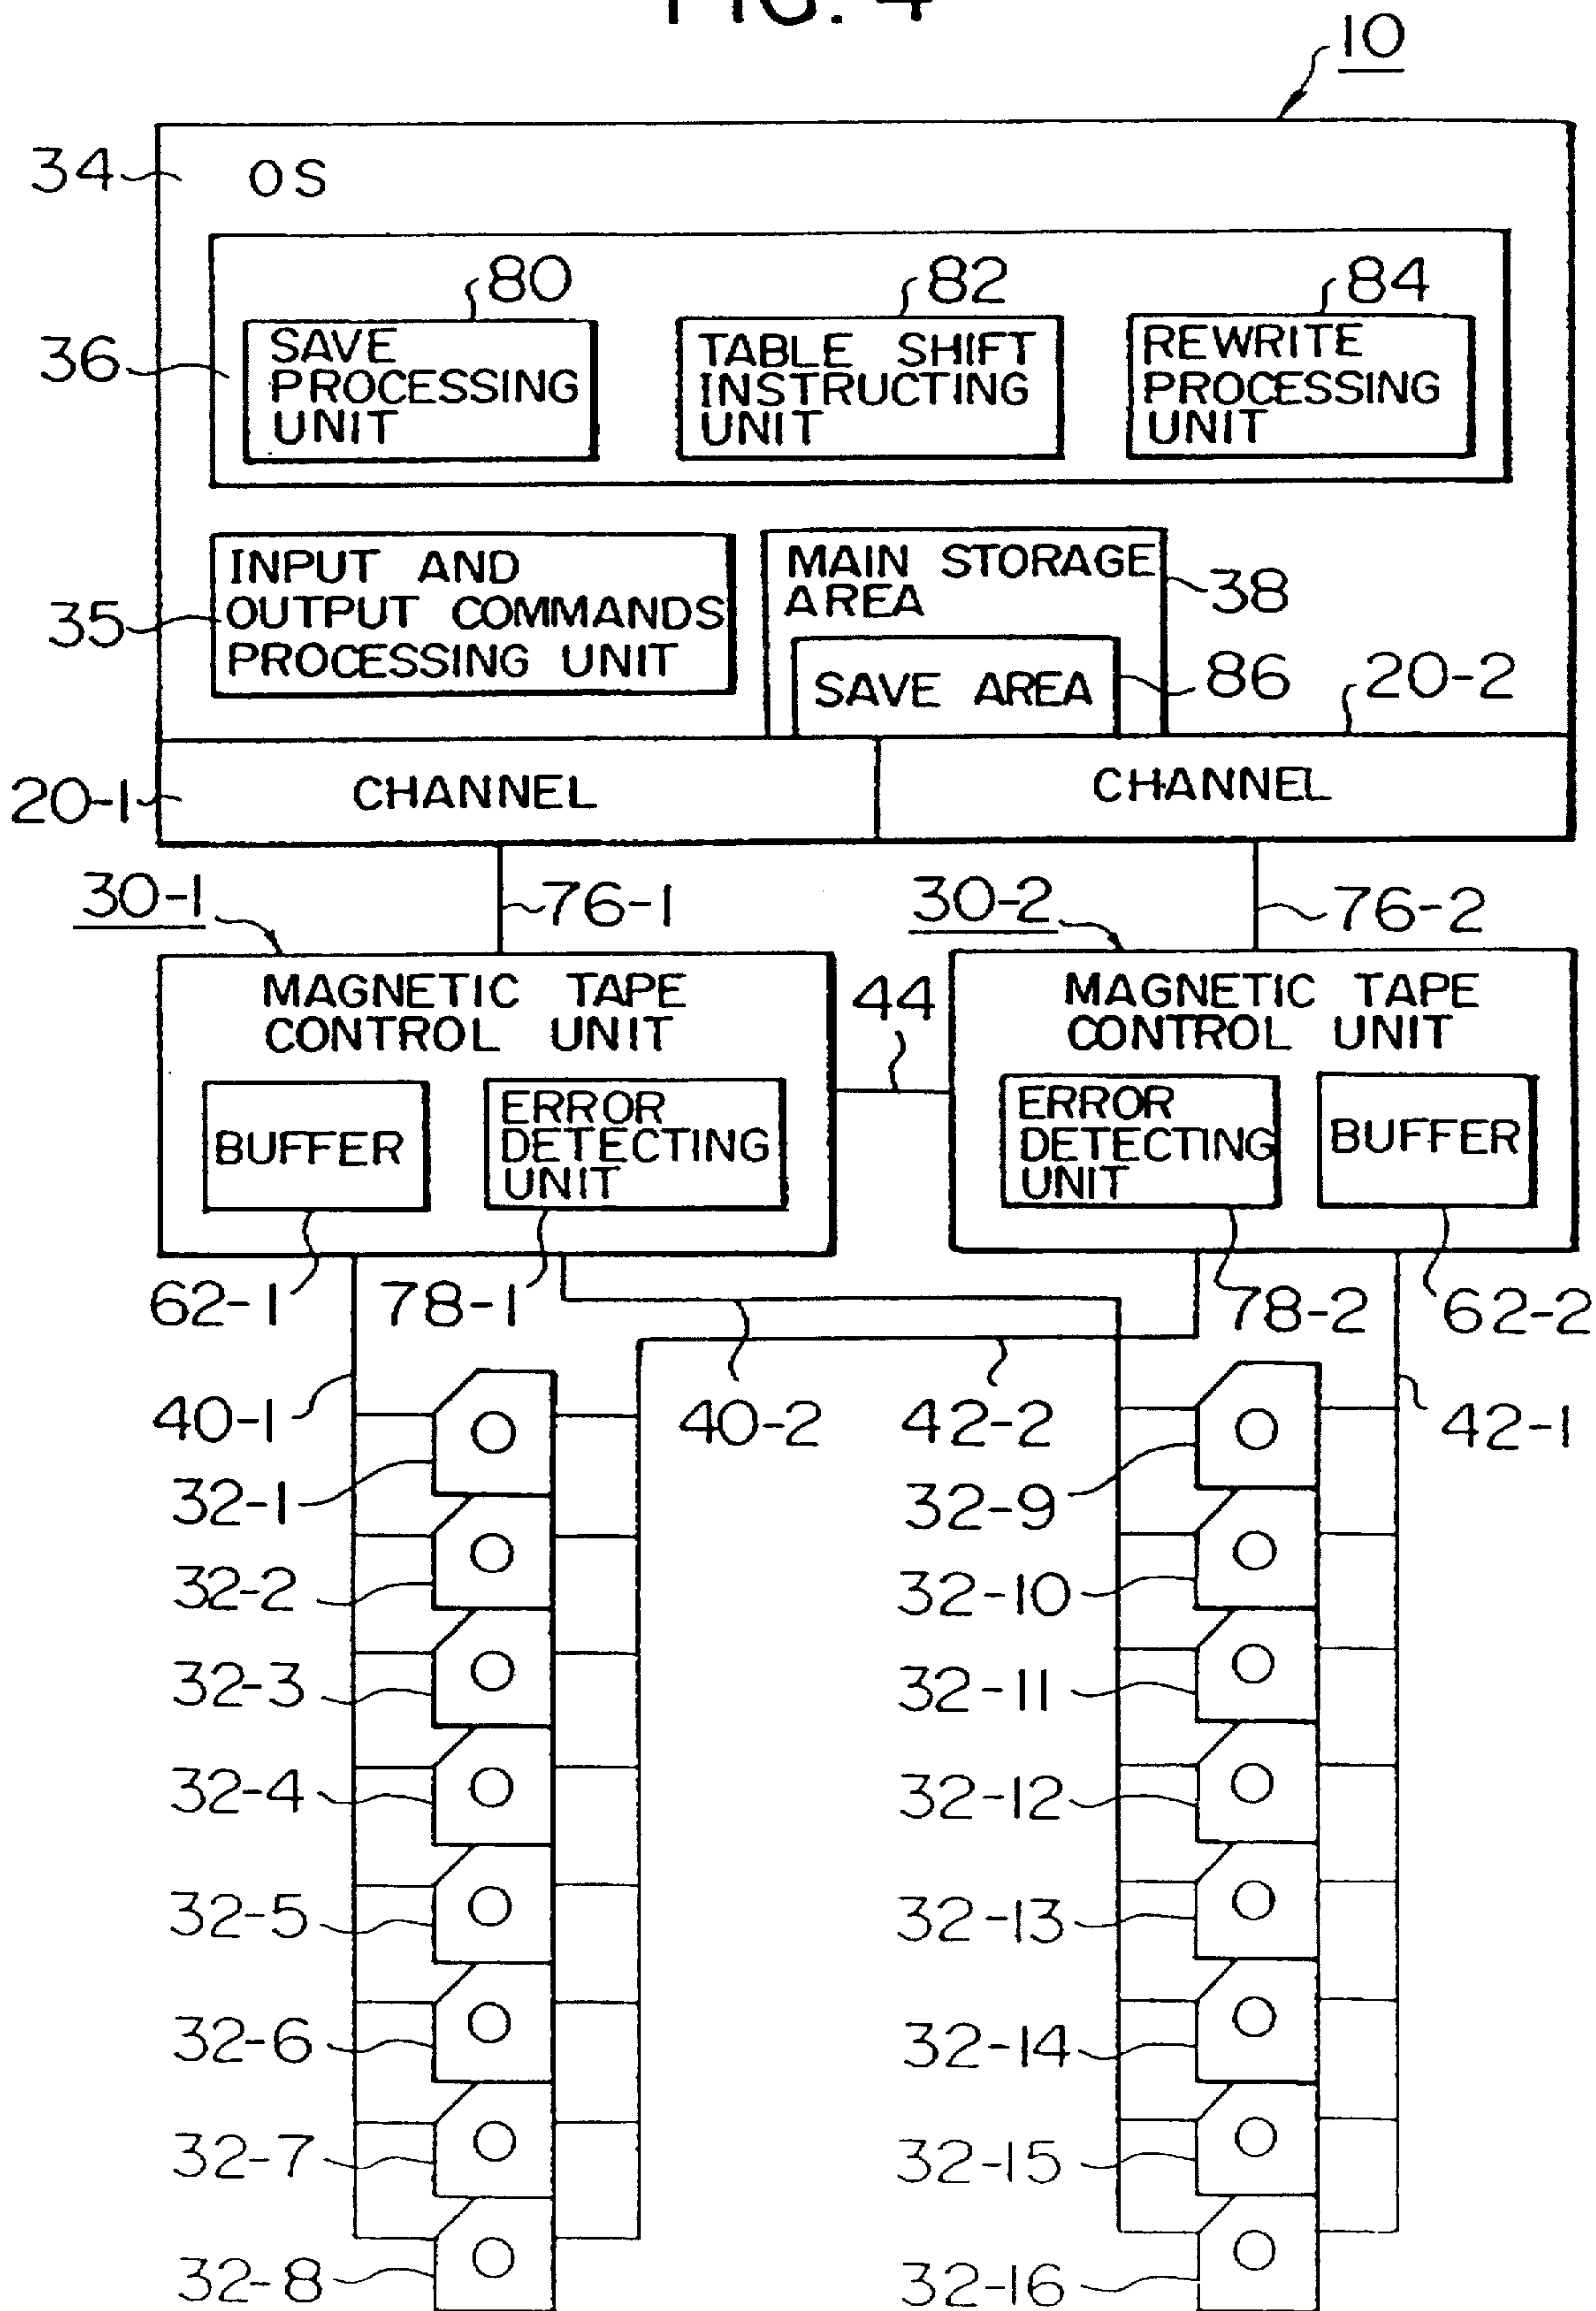 FIG. 4
10
34
OS
80
82
84
36
SAVE
PROCESSING
UNIT
TABLE SHIFT
INSTRUCTING
UNIT
REWRITE
PROCESSING
UNIT
35
INPUT AND
OUTPUT COMMANDS
PROCESSING UNIT
MAIN STORAGE
AREA
38
SAVE AREA
86
20-2
20-1
CHANNEL
CHANNEL
30-1
76-1
30-2
76-2
MAGNETIC TAPE
CONTROL UNIT
44
MAGNETIC TAPE
CONTROL UNIT
BUFFER
ERROR
DETECTING
UNIT
ERROR
DETECTING
UNIT
BUFFER
62-1
78-1
78-2
62-2
40-1
40-2
42-2
42-1
32-1
32-2
32-3
32-4
32-5
32-6
32-7
32-8
32-9
32-10
32-11
32-12
32-13
32-14
32-15
32-16